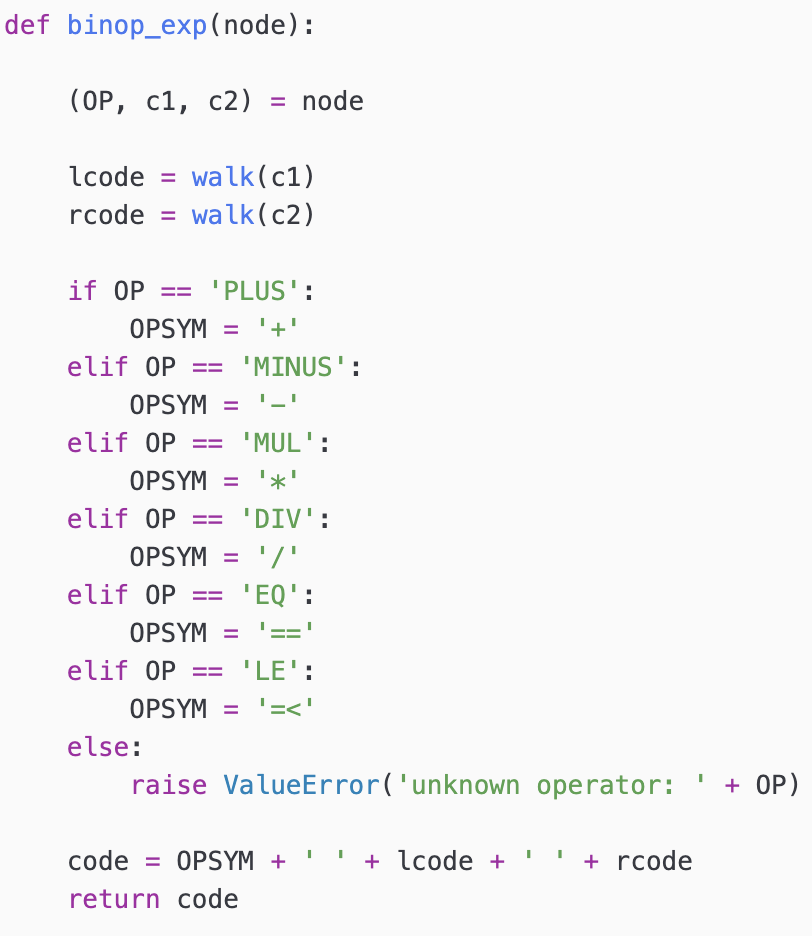 def binop_exp(node):

    (OP, c1, c2) = node

    lcode = walk(c1)
    rcode = walk(c2)

    if OP == 'PLUS':
        OPSYM = '+'
    elif OP == 'MINUS':
        OPSYM = '-'
    elif OP == 'MUL':
        OPSYM = '*'
    elif OP == 'DIV':
        OPSYM = '/'
    elif OP == 'EQ':
        OPSYM = '=='
    elif OP == 'LE':
        OPSYM = '=<'
    else:
        raise ValueError('unknown operator: ' + OP)

    code = OPSYM + ' ' + lcode + ' ' + rcode
    return code